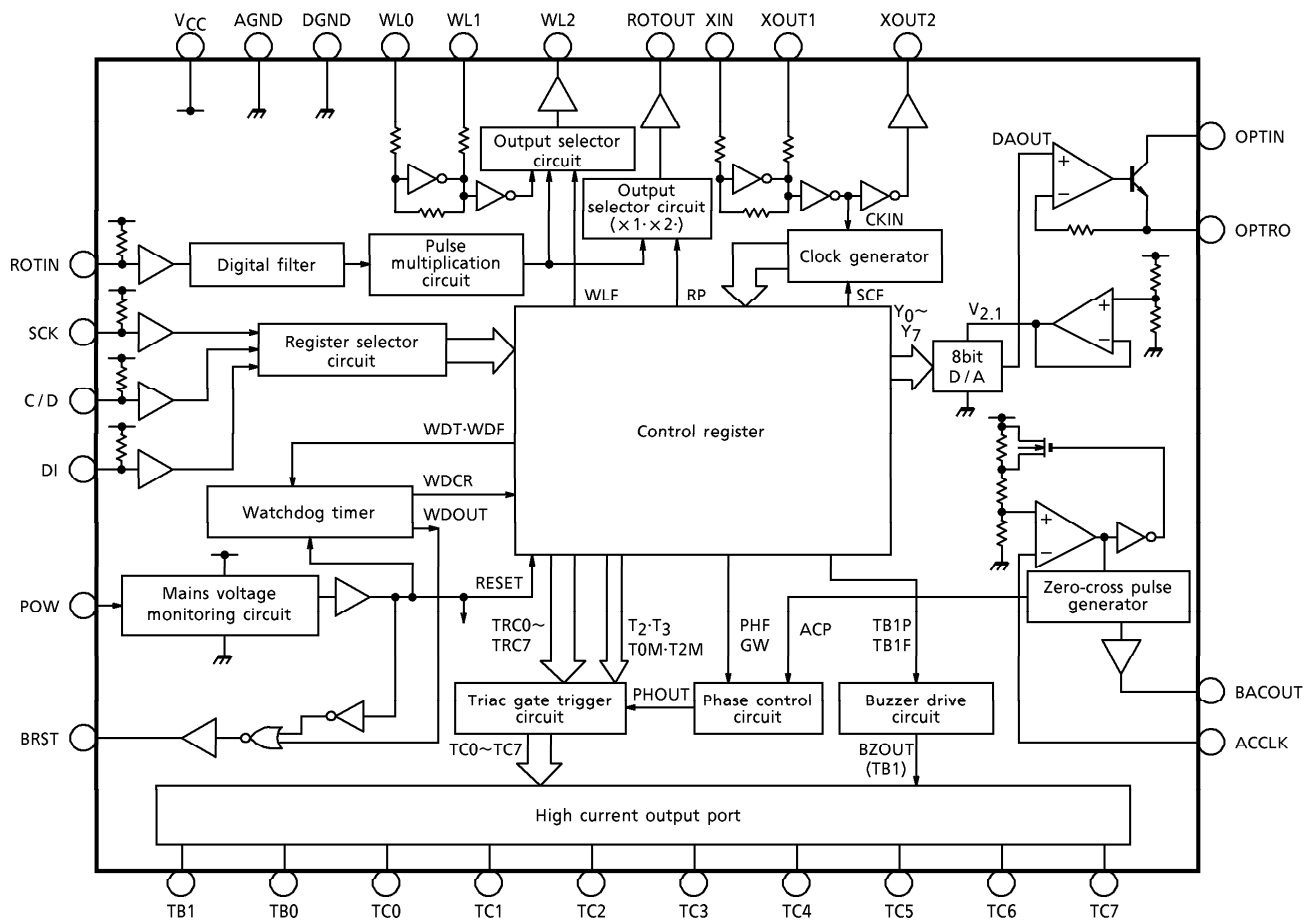 VCC AGND DGND WL0 WL1 WL2 ROTOUT XIN XOUT1 XOUT2
Output selector
circuit
DAOUT
OPTIN
Output
selector circuit
(×1·×2·)
CKIN
OPTRO
ROTIN
Digital filter
Pulse
multiplication
circuit
Clock generator
WLF
RP
SCF
SCK
Register selector
circuit
Y0~
Y7
V2.1
8bit
D/A
C/D
WDT·WDF
Control register
DI
WDCR
Watchdog timer
WDOUT
POW
Mains voltage
monitoring circuit
RESET
Zero-cross pulse
generator
TRC0~
TRC7
T2·T3
T0M·T2M
PHF
GW
ACP
TB1P
TB1F
BACOUT
Triac gate trigger
circuit
PHOUT
Phase control
circuit
Buzzer drive
circuit
BRST
TC0~TC7
BZOUT
(TB1)
ACCLK
High current output port
TB1 TB0 TC0 TC1 TC2 TC3 TC4 TC5 TC6 TC7